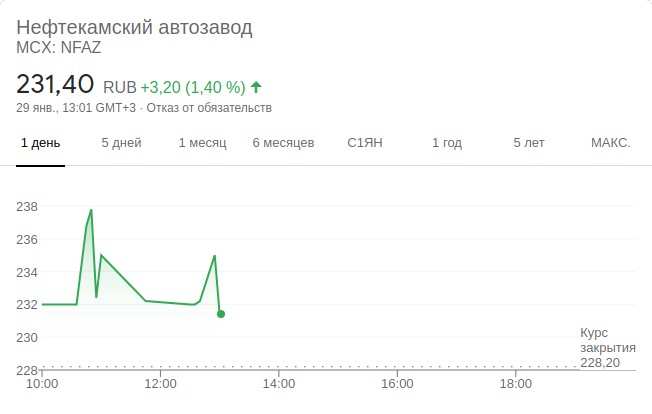 Нефтекамский автозавод
MCX: NFAZ
231,40 RUB +3,20 (1,40 %)
29 янв., 13:01 GMT+3 · Отказ от обязательств
1 день 5 дней 1 месяц 6 месяцев С1ЯН 1 год 5 лет МАКС.
238
236
234
232
230
228
Курс
закрытия
228,20
10:00 12:00 14:00 16:00 18:00